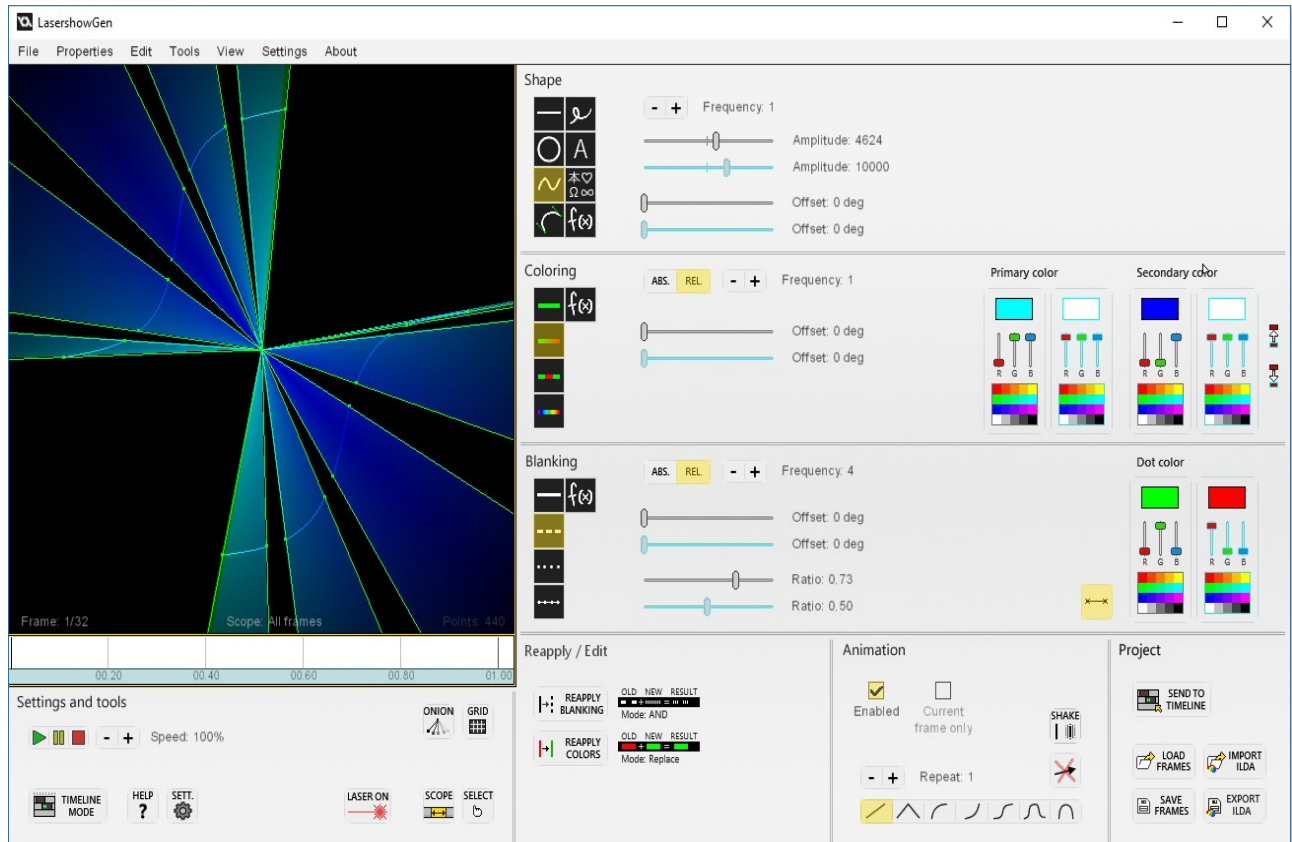 LasershowGen
File Properties Edit Tools View Settings About
Frame: 1/32
Scope: All frames
Points: 440
00.20 00.40 00.60 00.80 01.00
Settings and tools
Speed: 100%
ONION
GRID
TIMELINE
MODE
HELP
?
SETT.
LASER ON
SCOPE
SELECT
Shape
A
本♡
Ω∞
f(x)
- + Frequency: 1
Amplitude: 4624
Amplitude: 10000
Offset: 0 deg
Offset: 0 deg
Coloring
f(x)
ABS. REL. - + Frequency: 1
Offset: 0 deg
Offset: 0 deg
Primary color
R G B
R G B
Secondary color
R G B
R G B
Blanking
f(x)
ABS. REL. - + Frequency: 4
Offset: 0 deg
Offset: 0 deg
Ratio: 0.73
Ratio: 0.50
Dot color
R G B
R G B
Reapply / Edit
REAPPLY
BLANKING
OLD NEW RESULT
+ =
Mode: AND
REAPPLY
COLORS
OLD NEW RESULT
+ =
Mode: Replace
Animation
Enabled
Current
frame only
SHAKE
- + Repeat: 1
Project
SEND TO
TIMELINE
LOAD
FRAMES
IMPORT
ILDA
SAVE
FRAMES
EXPORT
ILDA